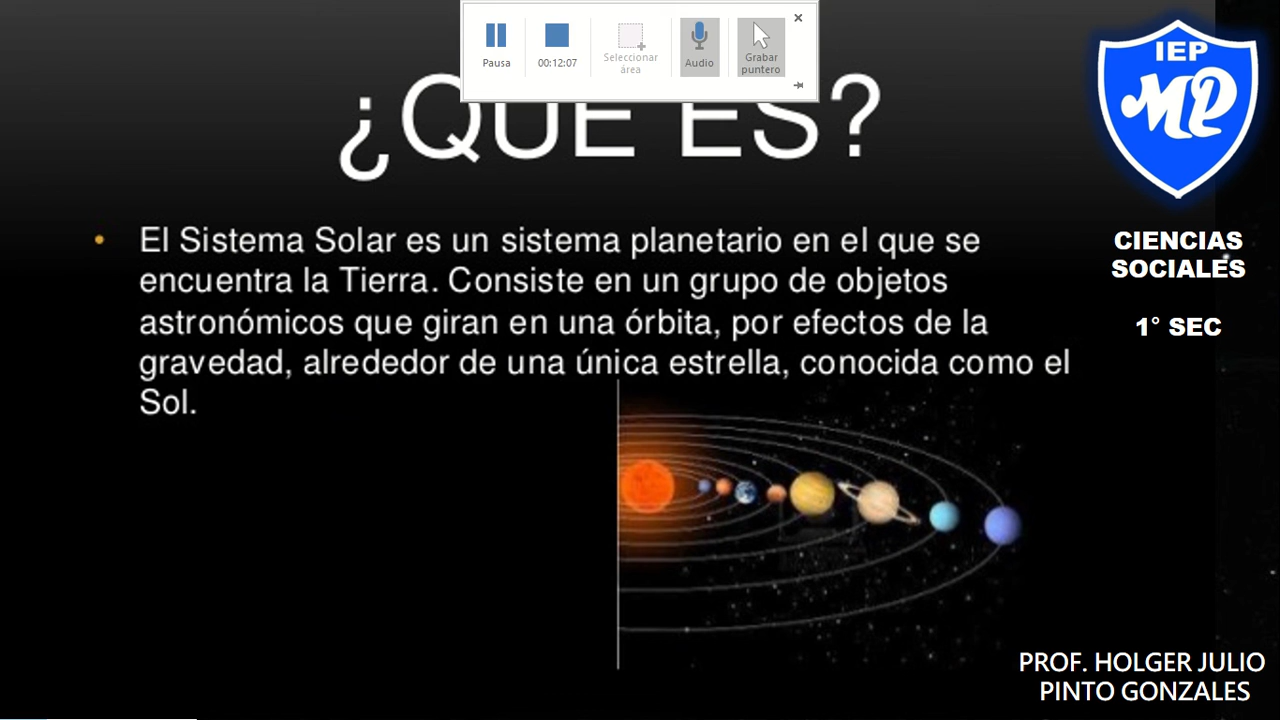 Pausa
00:12:07
Seleccionar
área
Audio
Grabar
puntero
¿QUE ES?
• El Sistema Solar es un sistema planetario en el que se
encuentra la Tierra. Consiste en un grupo de objetos
astronómicos que giran en una órbita, por efectos de la
gravedad, alrededor de una única estrella, conocida como el
Sol.
IEP
MP
CIENCIAS
SOCIALES
1° SEC
PROF. HOLGER JULIO
PINTO GONZALES